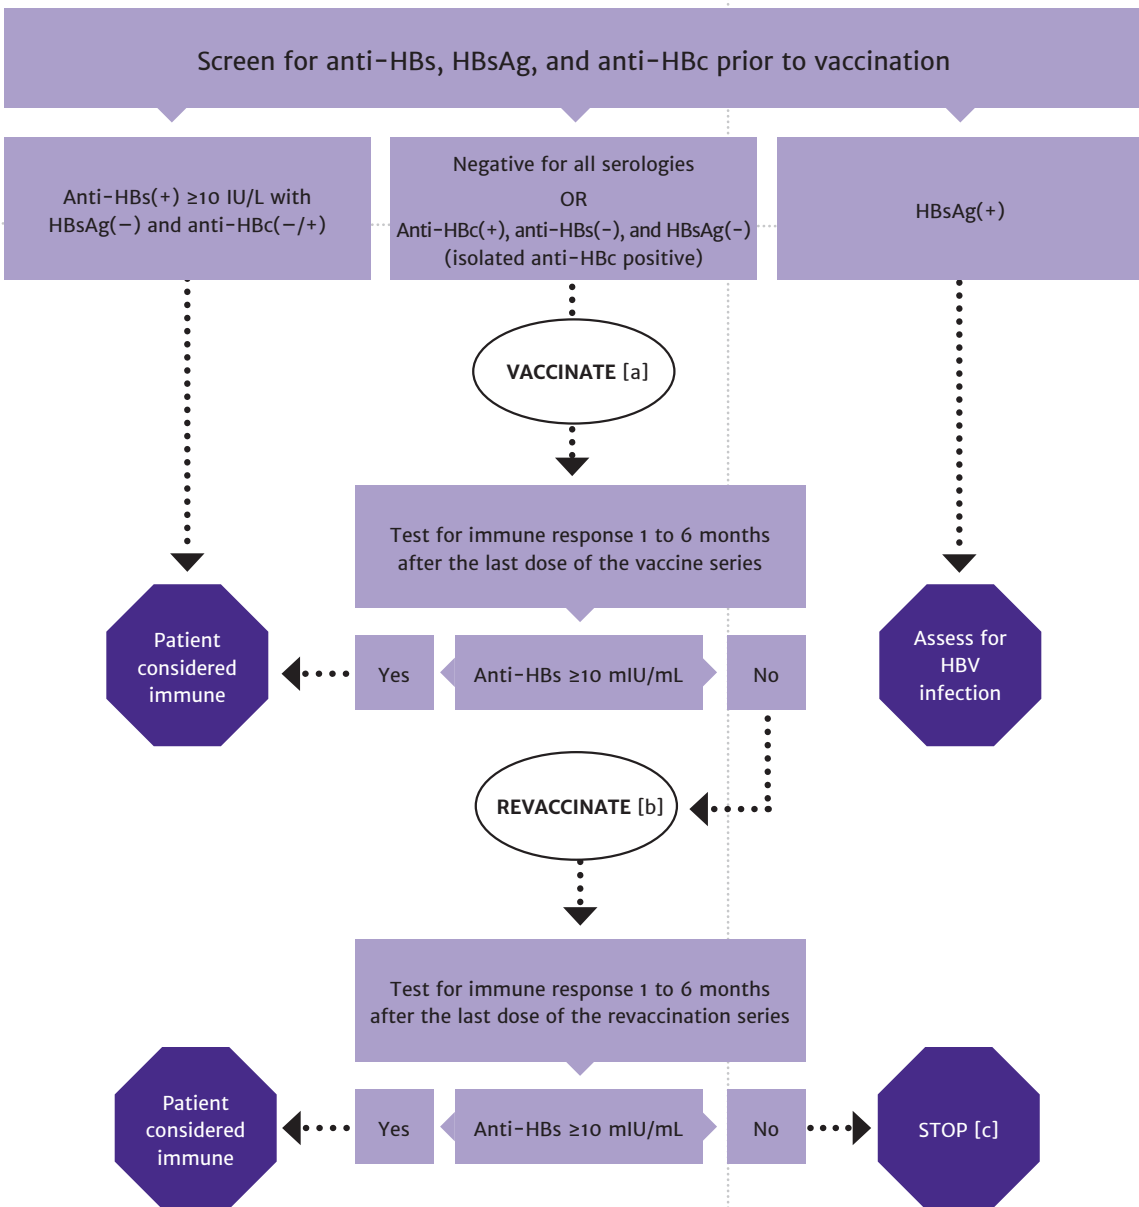 Screen for anti-HBs, HBsAg, and anti-HBc prior to vaccination
Anti-HBs(+) ≥10 IU/L with
HBsAg(−) and anti-HBc(−/+)
Negative for all serologies
OR
Anti-HBc(+), anti-HBs(-), and HBsAg(-)
(isolated anti-HBc positive)
HBsAg(+)
VACCINATE [a]
Test for immune response 1 to 6 months
after the last dose of the vaccine series
Patient
considered
immune
Yes
Anti-HBs ≥10 mIU/mL
No
Assess for
HBV
infection
REVACCINATE [b]
Test for immune response 1 to 6 months
after the last dose of the revaccination series
Patient
considered
immune
Yes
Anti-HBs ≥10 mIU/mL
No
STOP [c]